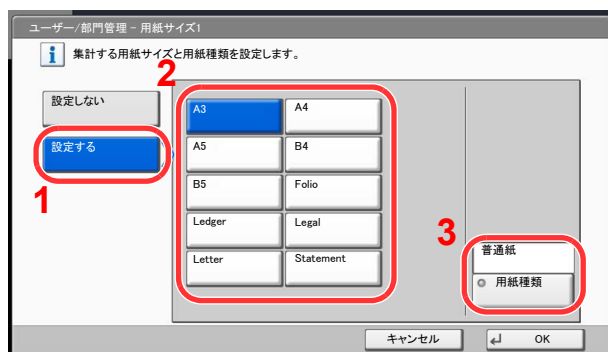 ユーザー/部門管理 - 用紙サイズ1
集計する用紙サイズと用紙種類を設定します。
2
設定しない
A3
A4
設定する
A5
B4
1
B5
Folio
Ledger
Legal
3
Letter
Statement
普通紙
用紙種類
キャンセル
OK